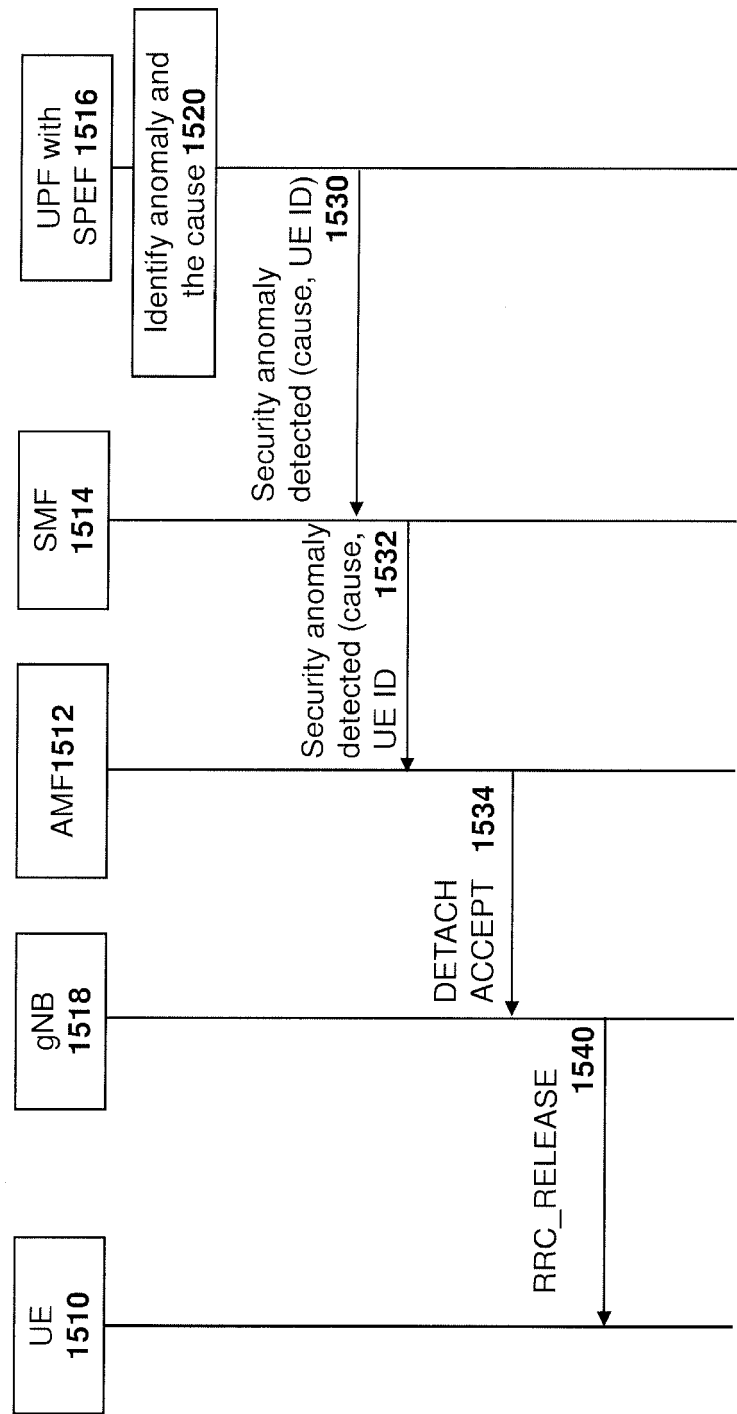 UE
1510
gNB
1518
AMF1512
SMF
1514
UPF with
SPEF 1516
Identify anomaly and
the cause 1520
Security anomaly
detected (cause, UE ID)
1530
Security anomaly
detected (cause,
UE ID 1532
DETACH
ACCEPT 1534
RRC_RELEASE
1540